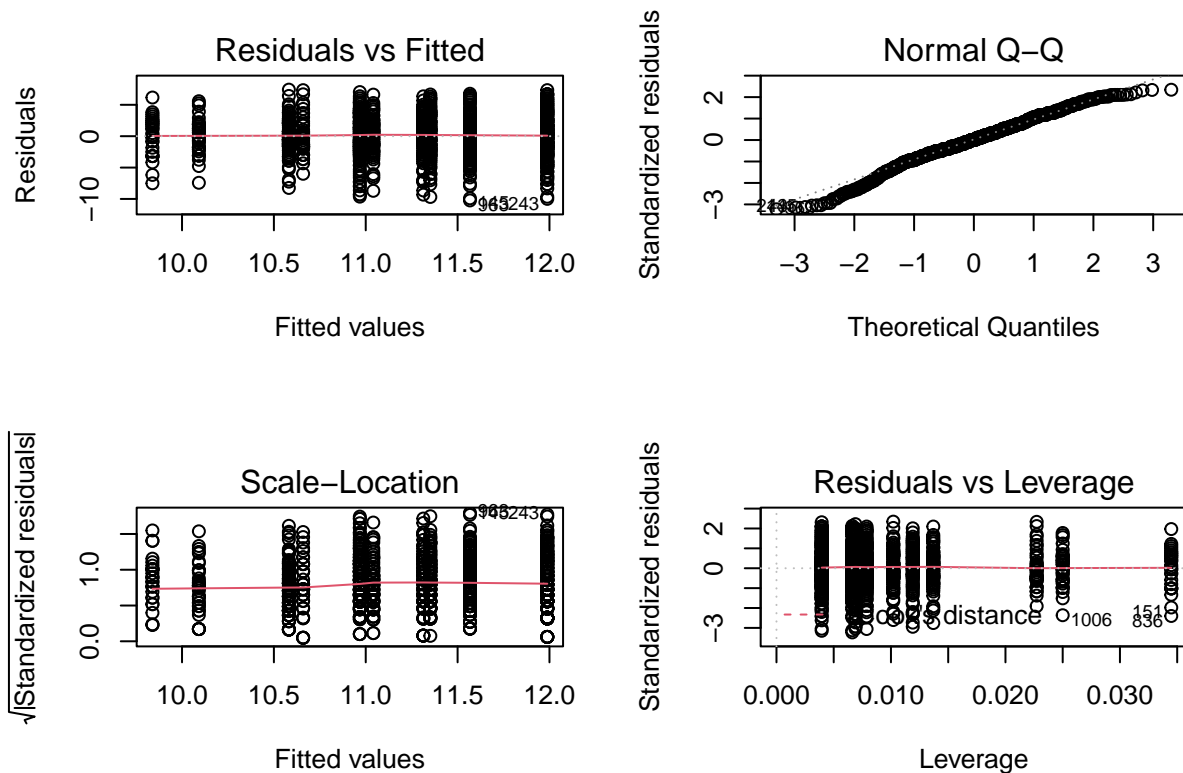 Residuals vs Fitted
Residuals
0
−10
10.0 10.5 11.0 11.5 12.0
Fitted values
Normal Q−Q
Standardized residuals
2
0
−3
−3 −2 −1 0 1 2 3
Theoretical Quantiles
Scale−Location
√|Standardized residuals|
1.0
0.0
10.0 10.5 11.0 11.5 12.0
Fitted values
Residuals vs Leverage
Standardized residuals
2
0
−3
distance
1006
1519
836
0.000 0.010 0.020 0.030
Leverage